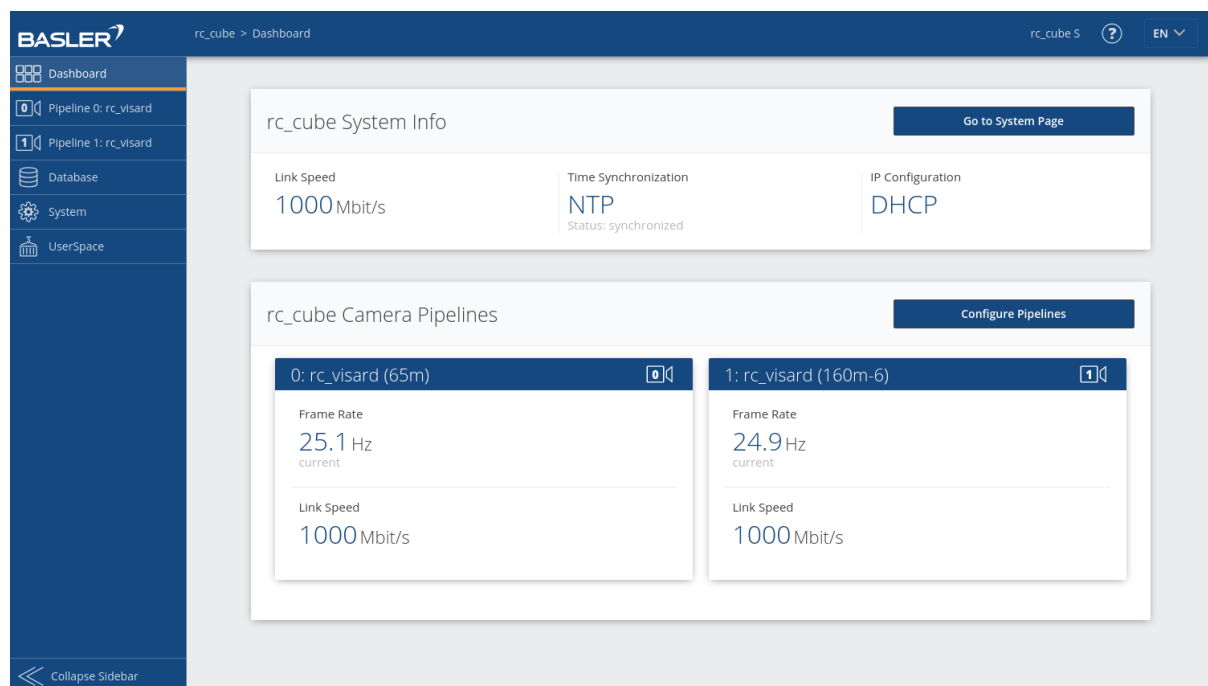 BASLER
rc_cube > Dashboard
rc_cube S
?
EN
Dashboard
0 Pipeline 0: rc_visard
1 Pipeline 1: rc_visard
Database
System
UserSpace
Collapse Sidebar
rc_cube System Info
Go to System Page
Link Speed
1000 Mbit/s
Time Synchronization
NTP
Status: synchronized
IP Configuration
DHCP
rc_cube Camera Pipelines
Configure Pipelines
0: rc_visard (65m) 0
Frame Rate
25.1 Hz
current
Link Speed
1000 Mbit/s
1: rc_visard (160m-6) 1
Frame Rate
24.9 Hz
current
Link Speed
1000 Mbit/s